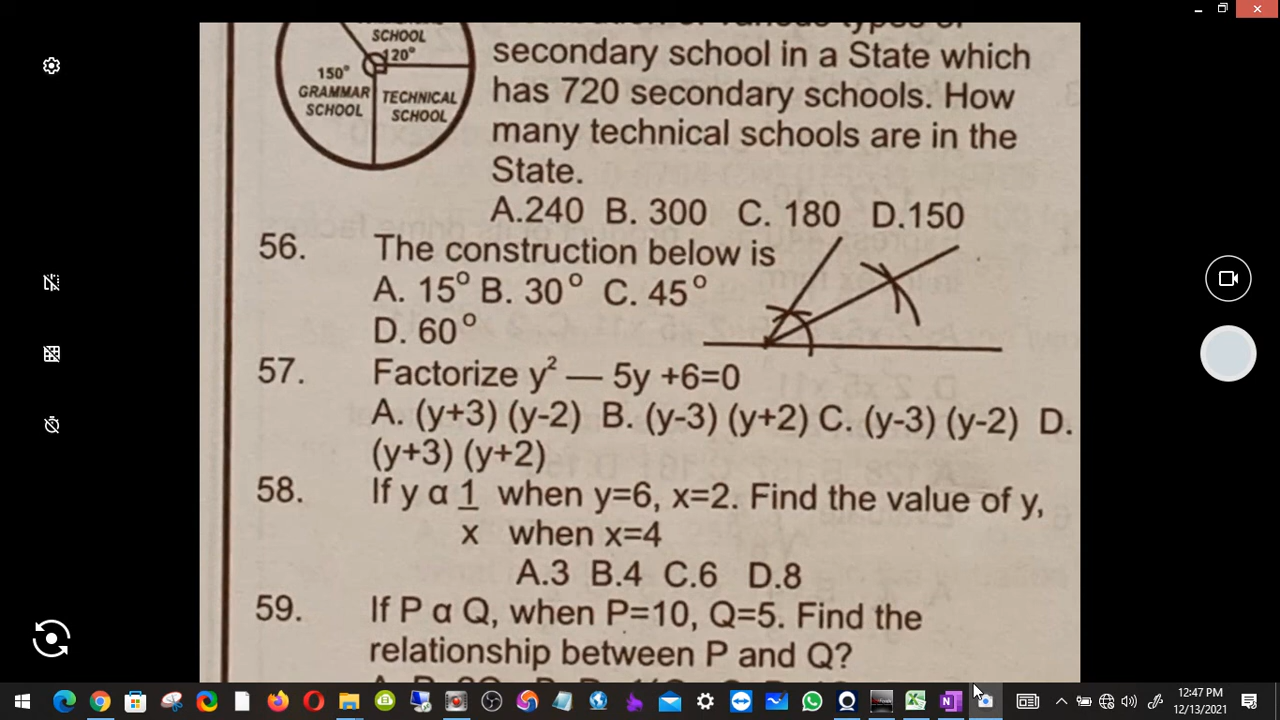 SCHOOL
120°
150°
GRAMMAR
SCHOOL
TECHNICAL
SCHOOL
secondary school in a State which
has 720 secondary schools. How
many technical schools are in the
State.
A.240 B. 300 C. 180 D.150
56. The construction below is
A. 15° B. 30° C. 45°
D. 60°
57. Factorize y² — 5y +6=0
A. (y+3) (y-2) B. (y-3) (y+2) C. (y-3) (y-2) D.
(y+3) (y+2)
58. If y α 1 when y=6, x=2. Find the value of y,
x when x=4
A.3 B.4 C.6 D.8
59. If P α Q, when P=10, Q=5. Find the
relationship between P and Q?
12:47 PM
12/13/2021